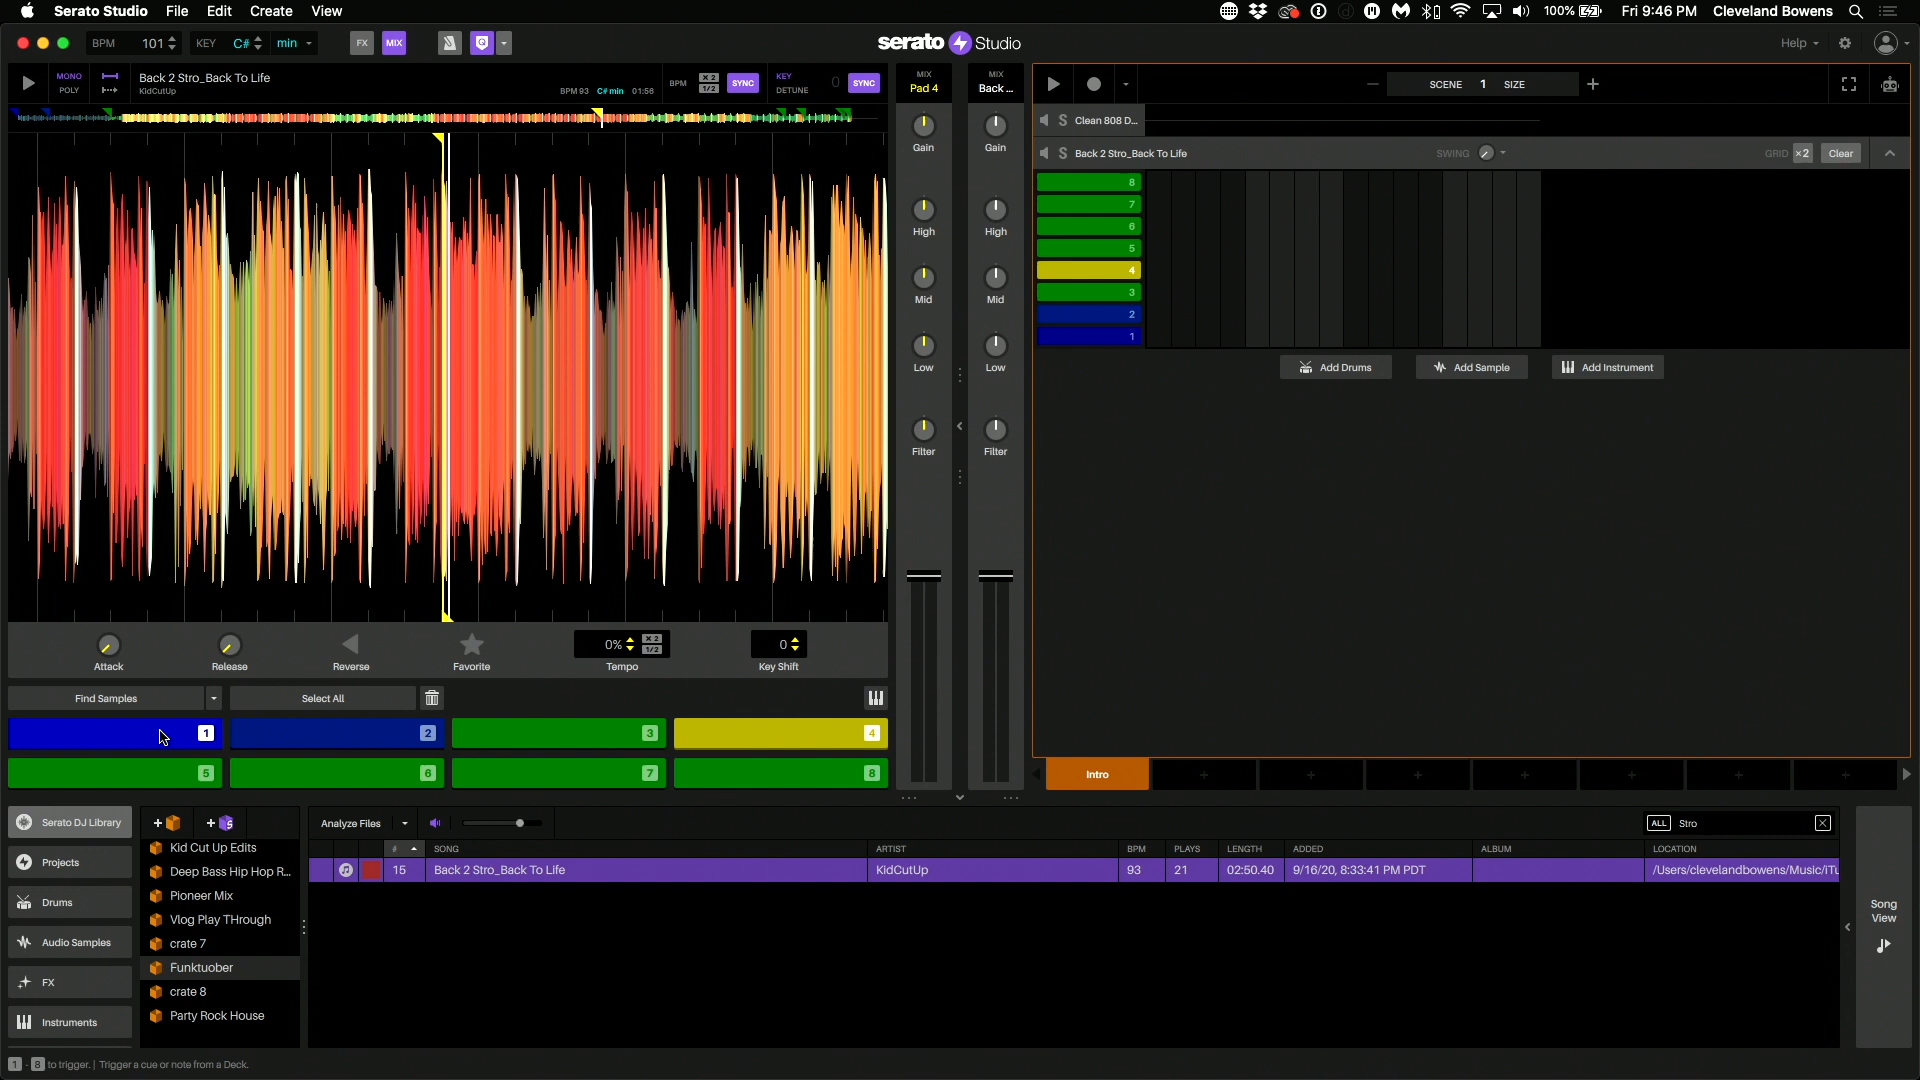 Serato Studio File Edit Create View
100% Fri 9:46 PM Cleveland Bowens
BPM 101 KEY C# min FX MIX
serato Studio
Help
MONO
POLY
Back 2 Stro_Back To Life
KidCutUp
BPM 93 C# min 01:56
BPM x 2 1/2 SYNC
KEY
DETUNE 0 SYNC
MIX
Pad 4
MIX
Back ...
SCENE 1 SIZE
S Clean 808 D...
S Back 2 Stro_Back To Life SWING GRID x2 Clear
Gain Gain
High High
Mid Mid
Low Low
Filter Filter
8
7
6
5
4
3
2
1
Add Drums Add Sample Add Instrument
0% x 2 1/2 0
Attack Release Reverse Favorite Tempo Key Shift
Find Samples Select All
1 2 3 4
5 6 7 8
Intro + + + + + + +
Serato DJ Library
Projects
Drums
Audio Samples
FX
Instruments
+ +
Kid Cut Up Edits
Deep Bass Hip Hop R...
Pioneer Mix
Vlog Play THrough
crate 7
Funktuober
crate 8
Party Rock House
Analyze Files ALL Stro
# SONG ARTIST BPM PLAYS LENGTH ADDED ALBUM LOCATION
15 Back 2 Stro_Back To Life KidCutUp 93 21 02:50.40 9/16/20, 8:33:41 PM PDT /Users/clevelandbowens/Music/iTu
Song
View
1 - 8 to trigger. | Trigger a cue or note from a Deck.